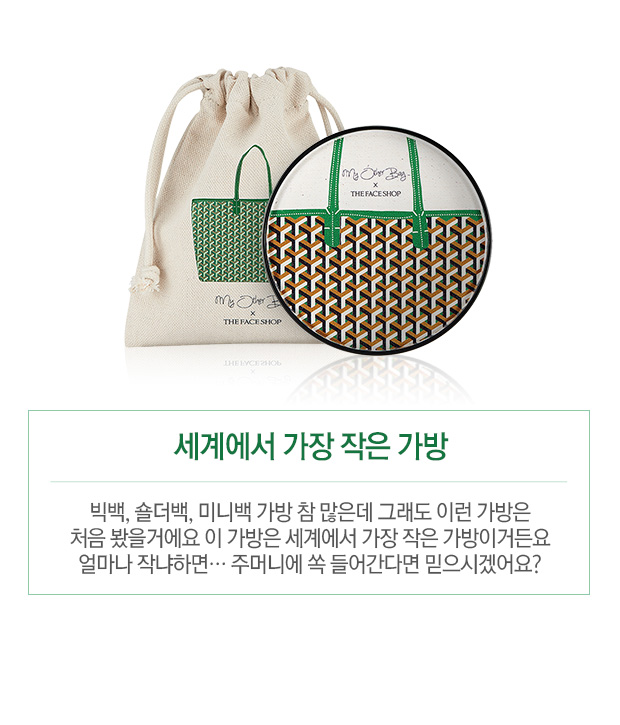 My Other Bag
×
THE FACE SHOP
My Other Bag
×
THE FACE SHOP
세계에서 가장 작은 가방
빅백, 숄더백, 미니백 가방 참 많은데 그래도 이런 가방은
처음 봤을거에요 이 가방은 세계에서 가장 작은 가방이거든요
얼마나 작냐하면… 주머니에 쏙 들어간다면 믿으시겠어요?